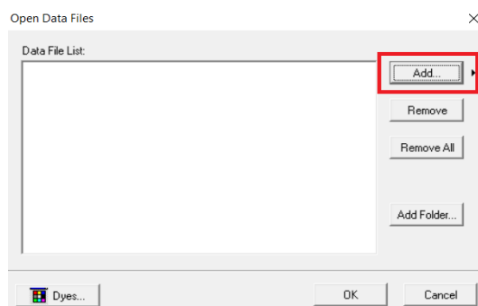 Open Data Files
Data File List:
Add...
Remove
Remove All
Add Folder...
Dyes...
OK
Cancel